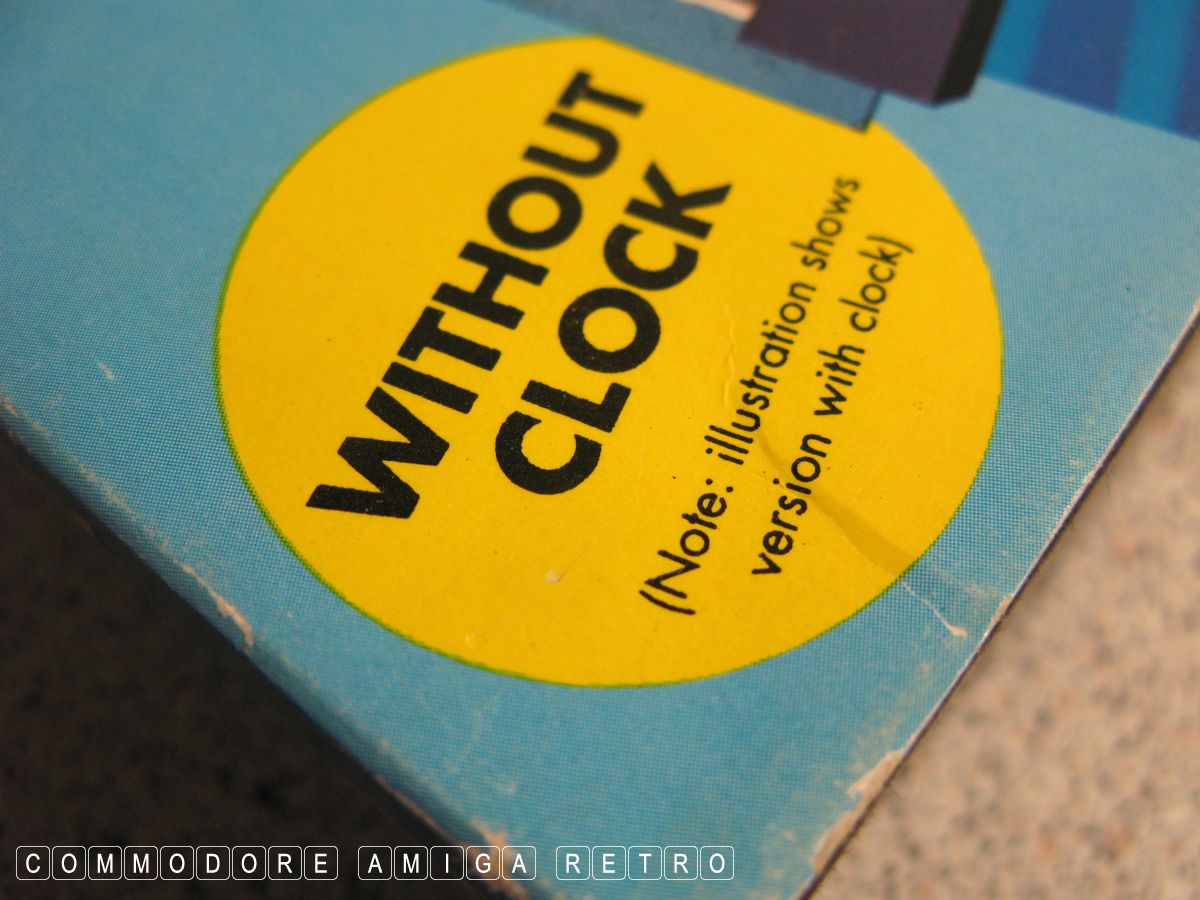 WITHOUT
CLOCK
(Note: illustration shows
version with clock)
COMMODORE AMIGA RETRO